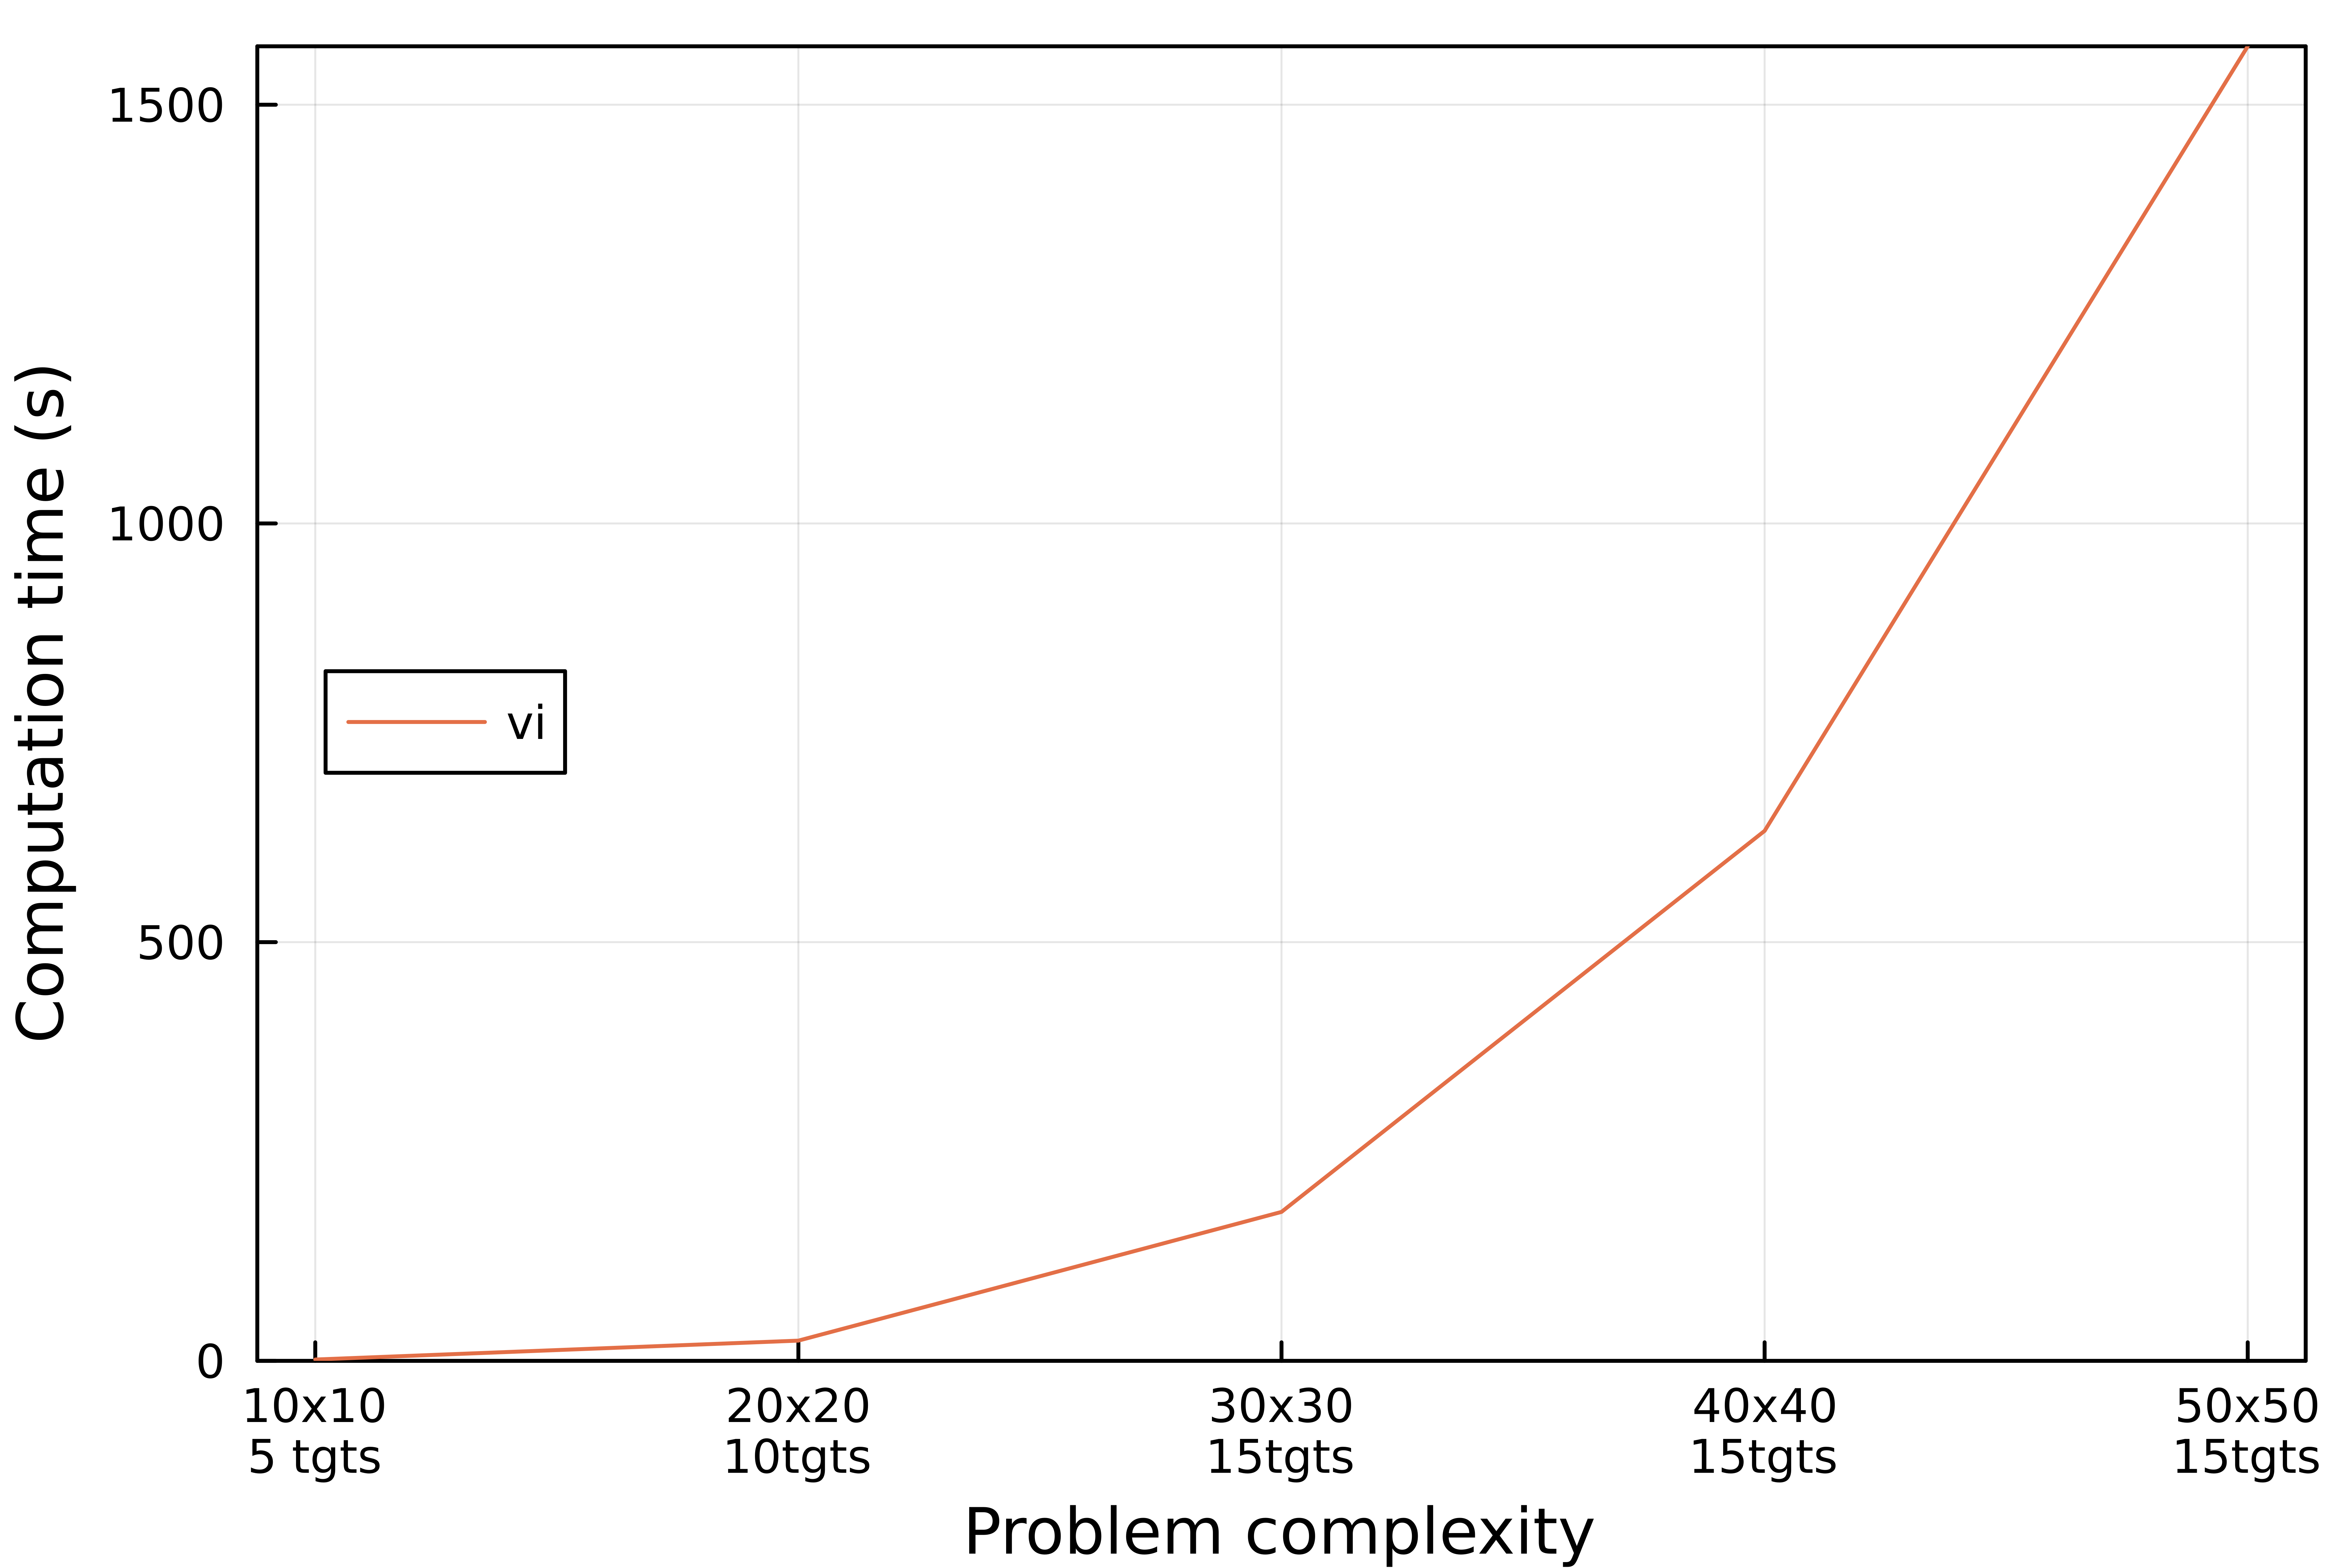 Computation time (s)
1500
1000
500
0
vi
10x10
5 tgts
20x20
10tgts
30x30
15tgts
40x40
15tgts
50x50
15tgts
Problem complexity